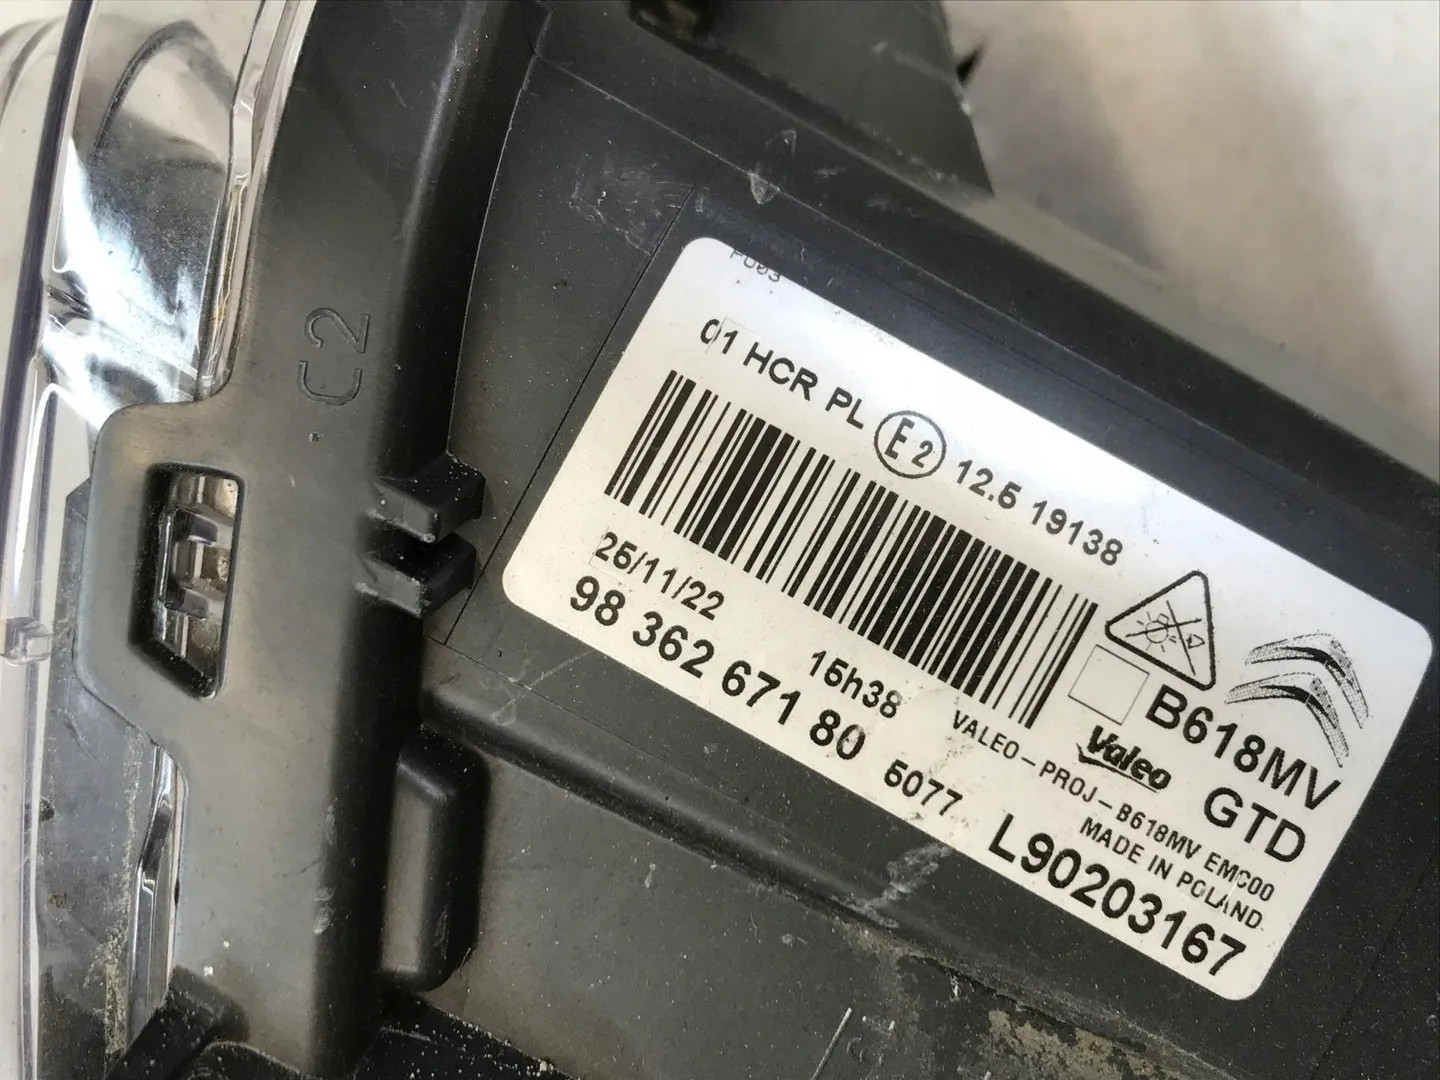 C2
01 HCR PL E2 12.5 19138
25/11/22 15h38
98 362 671 80 5077
B618MV
Valeo GTD
VALEO-PROJ-B618MV EMC00
MADE IN POLAND
L90203167